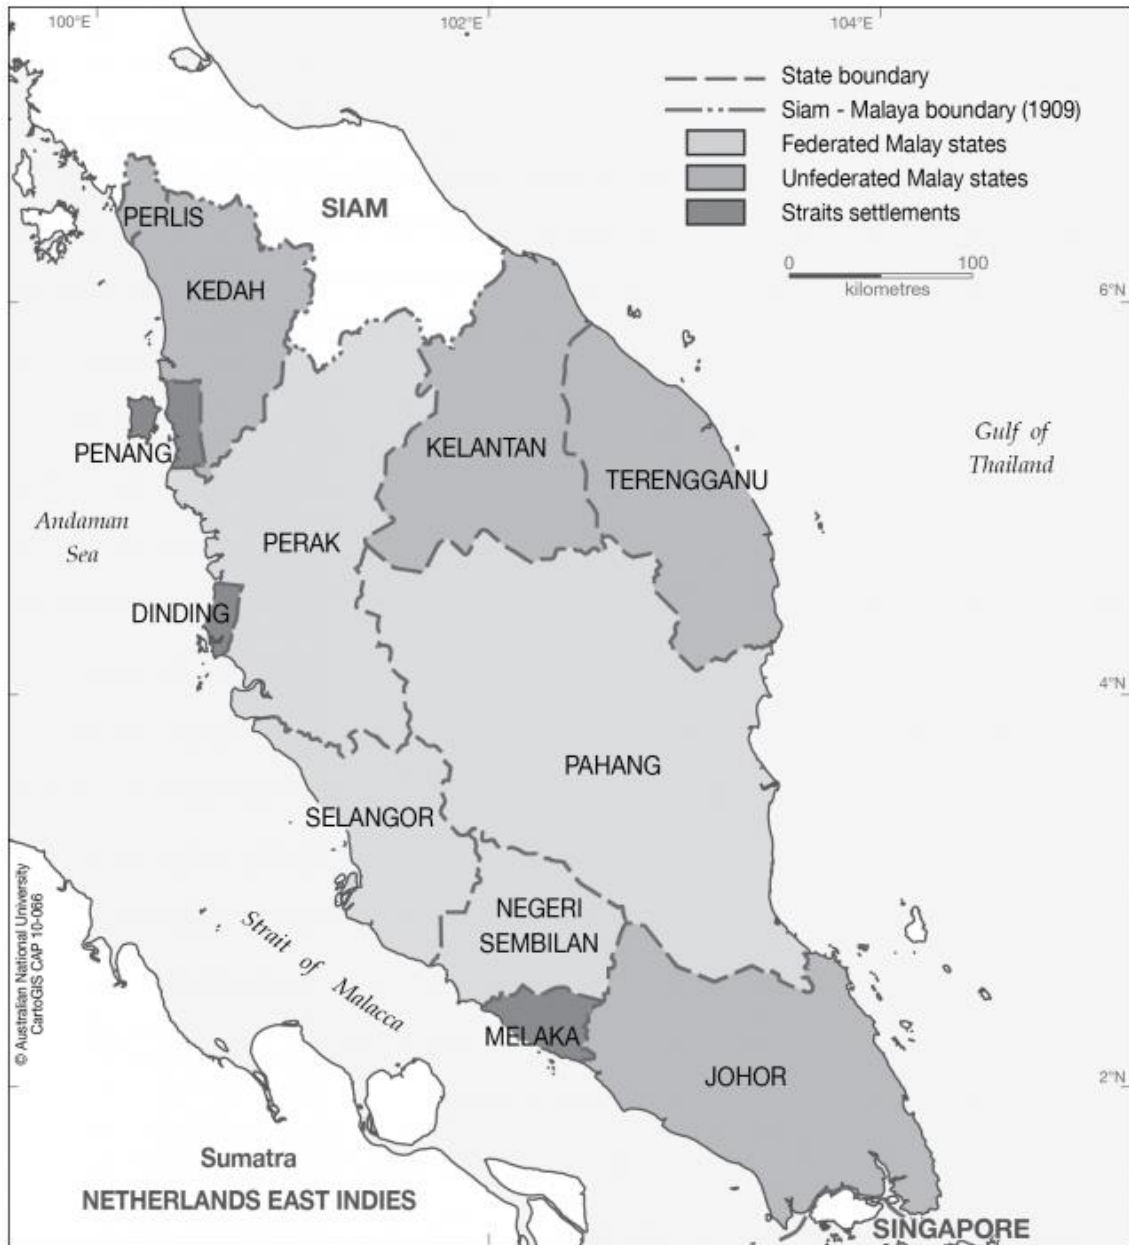 100°E
102°E
104°E
State boundary
Siam - Malaya boundary (1909)
Federated Malay states
Unfederated Malay states
Straits settlements
0 100
kilometres
6°N
SIAM
PERLIS
KEDAH
PENANG
KELANTAN
TERENGGANU
Gulf of
Thailand
Andaman
Sea
PERAK
DINDING
4°N
PAHANG
SELANGOR
NEGERI
SEMBILAN
Strait of Malacca
MELAKA
JOHOR
2°N
© Australian National University
CartoGIS CAP 10-066
Sumatra
NETHERLANDS EAST INDIES
SINGAPORE